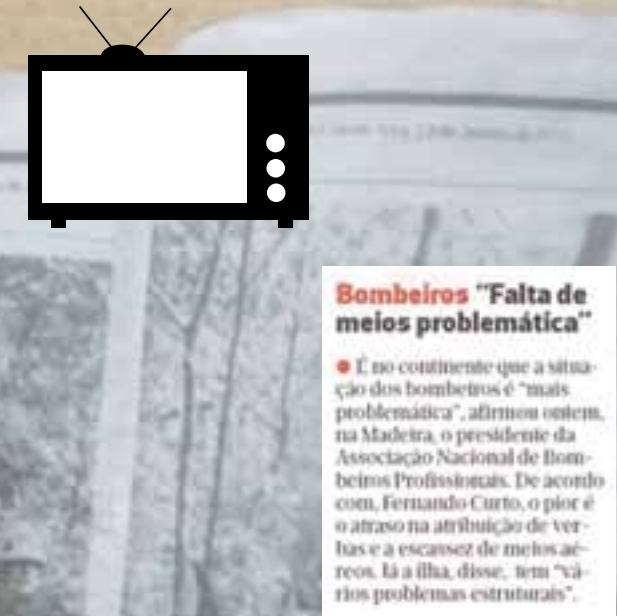 Bombeiros "Falta de
meios problemática"
É no continente que a situa-
ção dos bombeiros é "mais
problemática", afirmou ontem,
na Madeira, o presidente da
Associação Nacional de Bom-
beiros Profissionais. De acordo
com, Fernando Curto, o pior é
o atraso na atribuição de ver-
bas e a escassez de meios aé-
reos. Já a ilha, disse, tem "vá-
rios problemas estruturais".